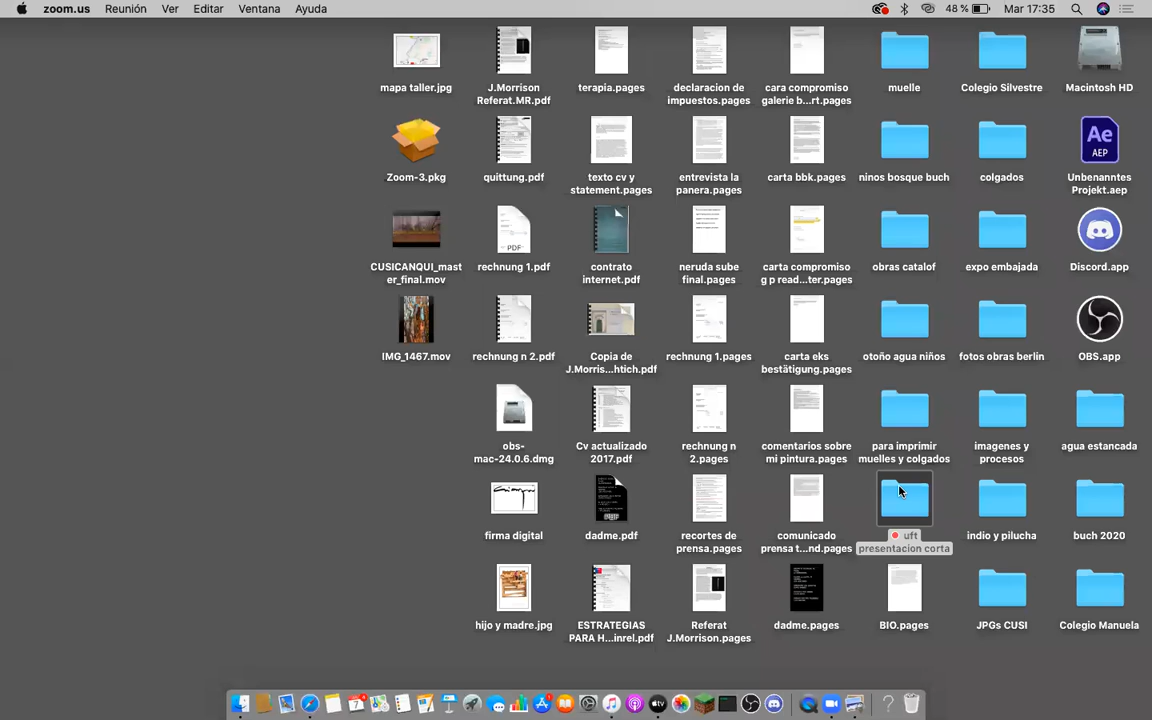 zoom.us Reunión Ver Editar Ventana Ayuda 48 % Mar 17:35
mapa taller.jpg
J.Morrison
Referat.MR.pdf
terapia.pages
declaracion de
impuestos.pages
cara compromiso
galerie b...rt.pages
muelle
Colegio Silvestre
Macintosh HD
Zoom-3.pkg
quittung.pdf
texto cv y
statement.pages
entrevista la
panera.pages
carta bbk.pages
ninos bosque buch
colgados
Ae
AEP
Unbenanntes
Projekt.aep
CUSICANQUI_mast
er_final.mov
PDF
rechnung 1.pdf
contrato
internet.pdf
neruda sube
final.pages
carta compromiso
g p read...ter.pages
obras catalof
expo embajada
Discord.app
IMG_1467.mov
rechnung n 2.pdf
Copia de
J.Morris...htich.pdf
rechnung 1.pages
carta eks
bestätigung.pages
otoño agua niños
fotos obras berlin
OBS.app
obs-
mac-24.0.6.dmg
Cv actualizado
2017.pdf
rechnung n
2.pages
comentarios sobre
mi pintura.pages
para imprimir
muelles y colgados
imagenes y
procesos
agua estancada
firma digital
dadme.pdf
recortes de
prensa.pages
comunicado
prensa t...nd.pages
uft
presentacion corta
indio y pilucha
buch 2020
hijo y madre.jpg
ESTRATEGIAS
PARA H...inrel.pdf
Referat
J.Morrison.pages
dadme.pages
BIO.pages
JPGs CUSI
Colegio Manuela
7
tv